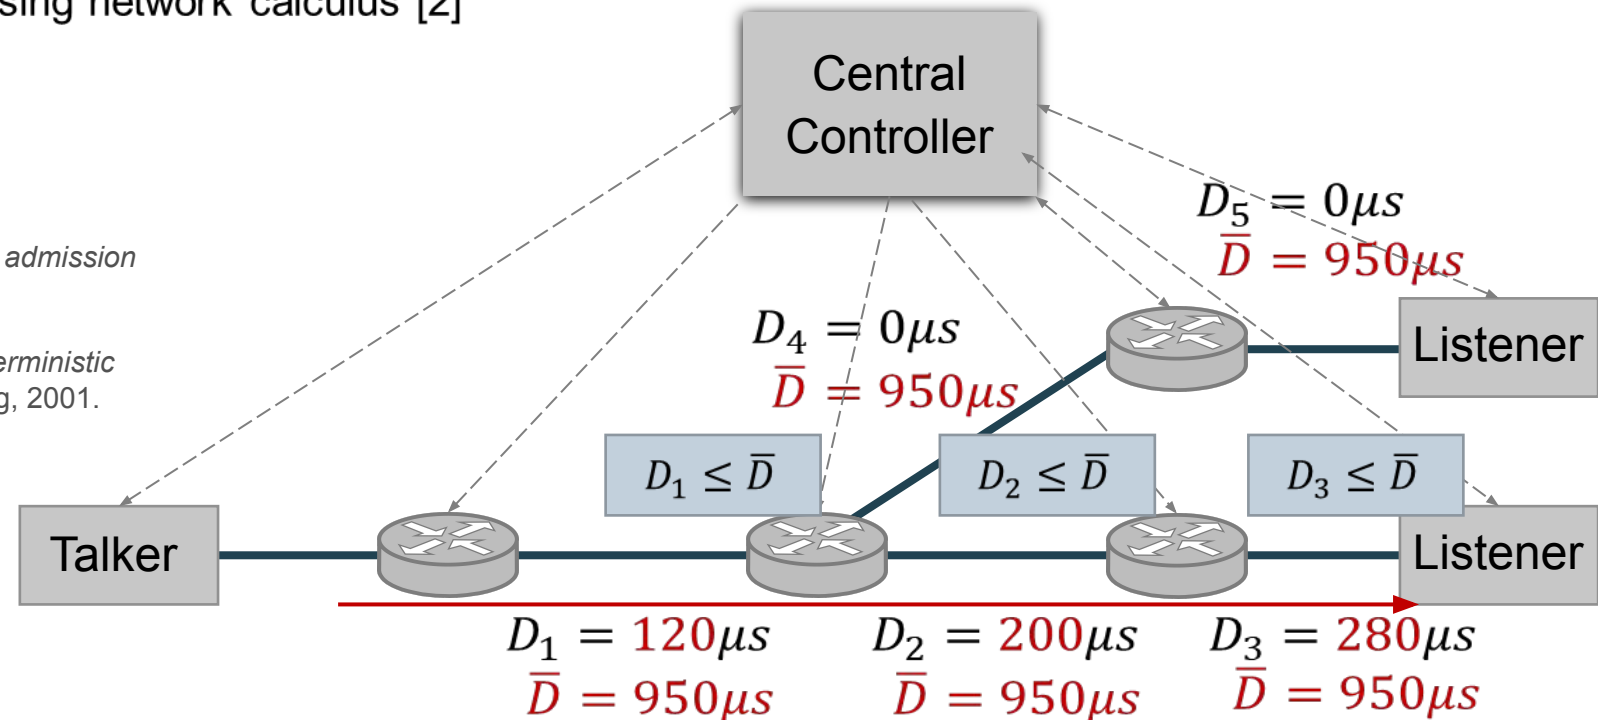 using network calculus [2]
Central
Controller
D₅ = 0μs
D̅ = 950μs
admission
D₄ = 0μs
D̅ = 950μs
Listener
g, 2001.
D₁ ≤ D̅
D₂ ≤ D̅
D₃ ≤ D̅
Talker
Listener
D₁ = 120μs
D̅ = 950μs
D₂ = 200μs
D̅ = 950μs
D₃ = 280μs
D̅ = 950μs